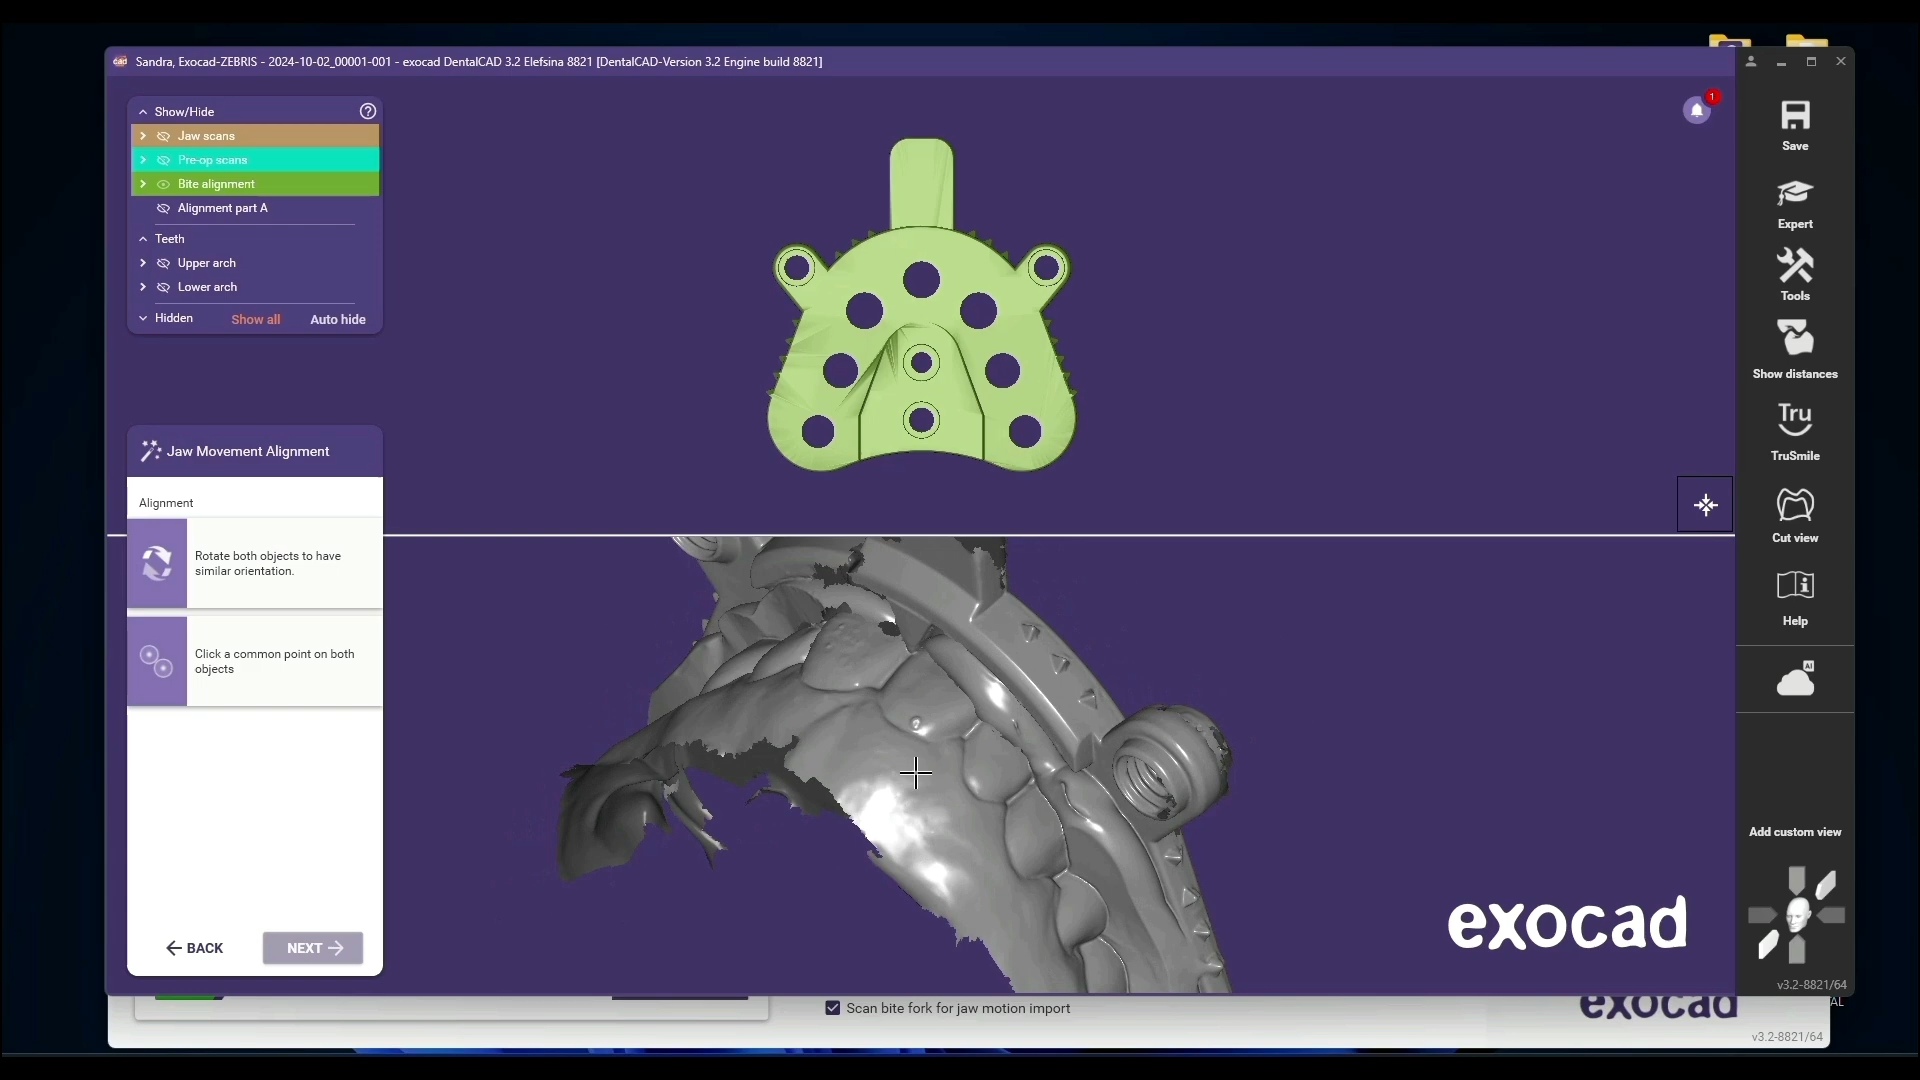 Sandra, Exocad-ZEBRIS - 2024-10-02_00001-001 - exocad DentalCAD 3.2 Elefsina 8821 [DentalCAD-Version 3.2 Engine build 8821]
Show/Hide
Jaw scans
Pre-op scans
Bite alignment
Alignment part A
Teeth
Upper arch
Lower arch
Hidden
Show all
Auto hide
Jaw Movement Alignment
Alignment
Rotate both objects to have
similar orientation.
Click a common point on both
objects
BACK
NEXT
1
Save
Expert
Tools
Show distances
Tru
TruSmile
Cut view
Help
AI
Add custom view
v3.2-8821/64
exocad
Scan bite fork for jaw motion import
exocad
AL
v3.2-8821/64